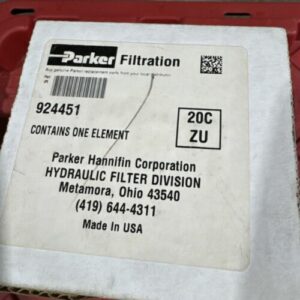 Parker Filtration
Buy genuine Parker replacement parts from your local distributor.
924451
20C
ZU
CONTAINS ONE ELEMENT
Parker Hannifin Corporation
HYDRAULIC FILTER DIVISION
Metamora, Ohio 43540
(419) 644-4311
Made in USA